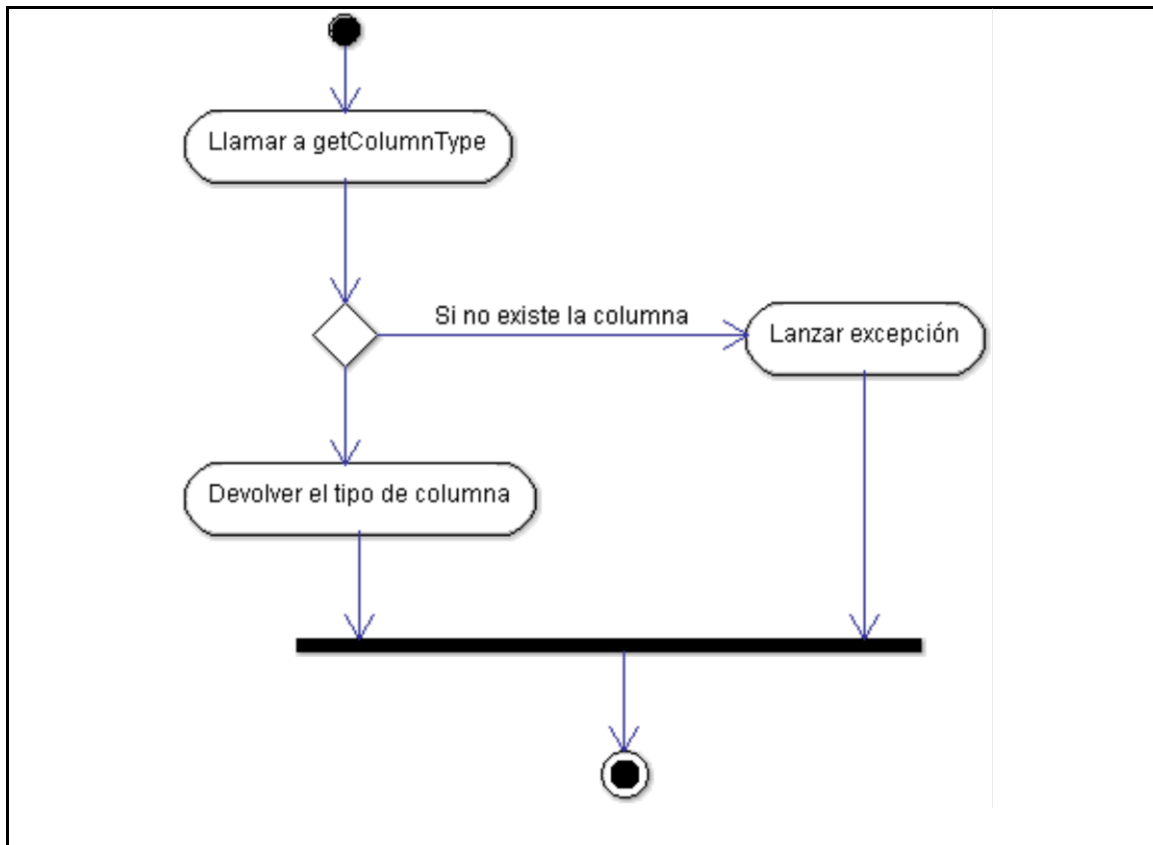 Llamar a getColumnType
Si no existe la columna
Lanzar excepción
Devolver el tipo de columna